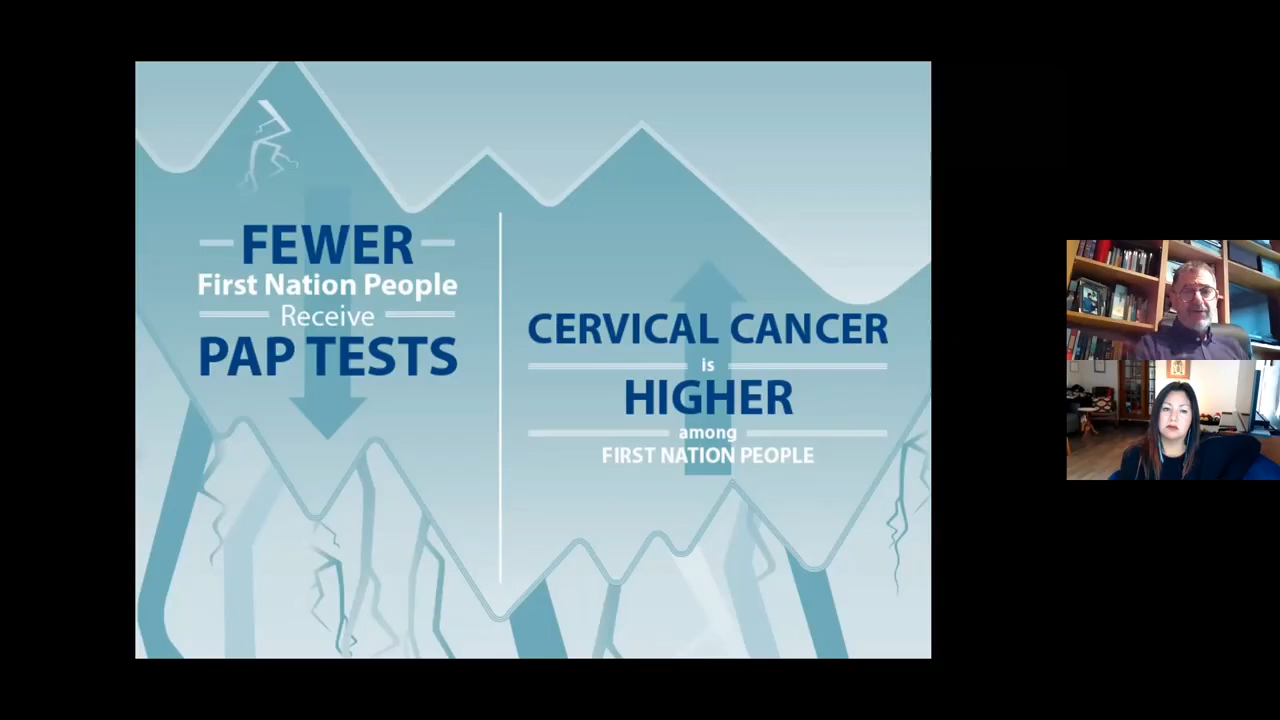 FEWER
First Nation People
Receive
PAP TESTS
CERVICAL CANCER
is
HIGHER
among
FIRST NATION PEOPLE